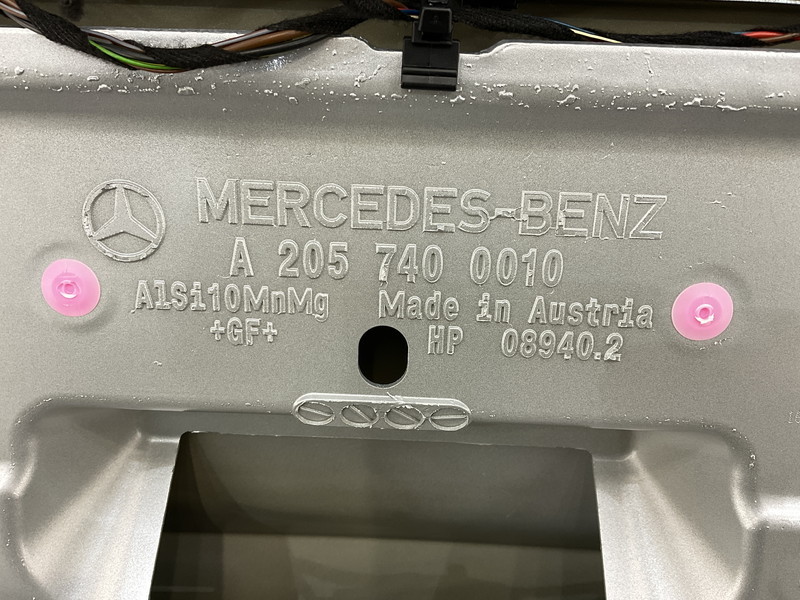 MERCEDES-BENZ
A 205 740 0010
AlSi10MnMg Made in Austria
+GF+ HP 08940.2